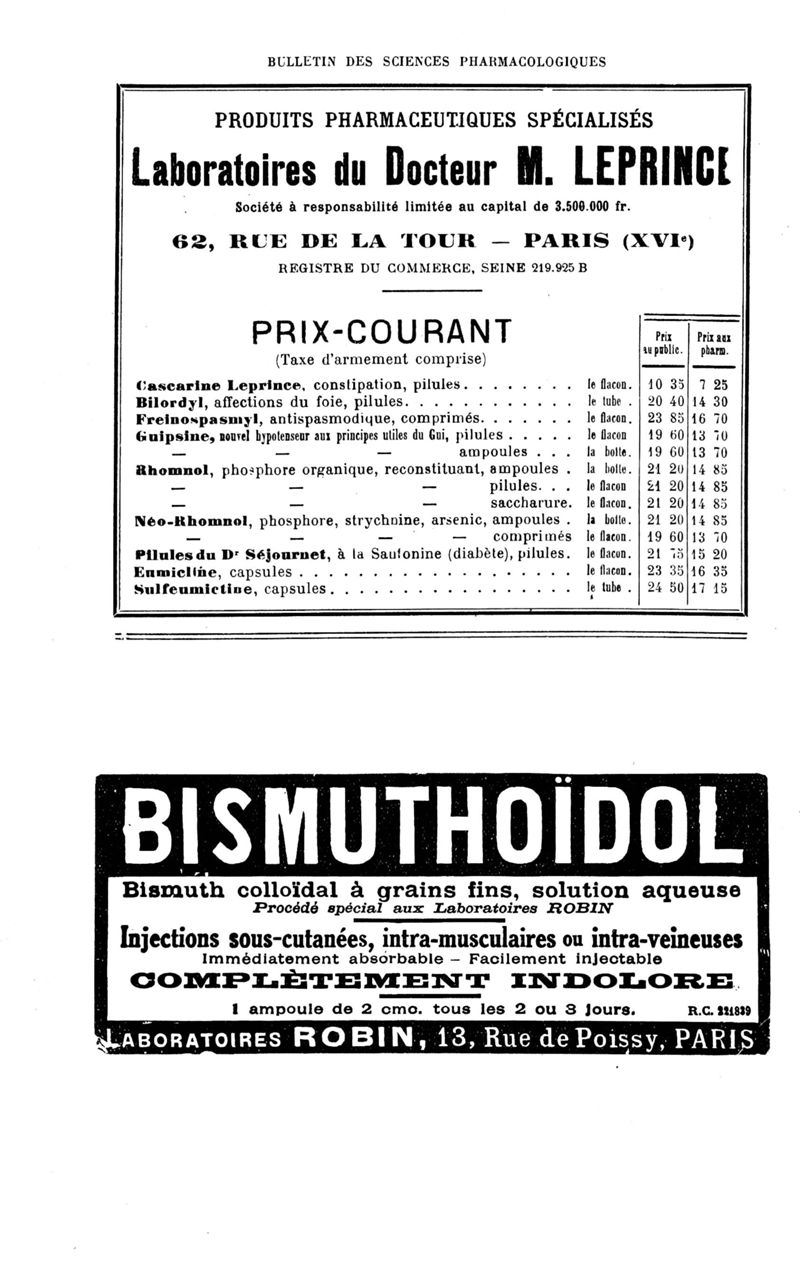 BULLETIN DES SCIENCES PHARMACOLOGIQUES
PRODUITS PHARMACEUTIQUES SPÉCIALISÉS
Laboratoires du Docteur M. LEPRINCE
Société à responsabilité limitée au capital de 3.500.000 fr.
62, RUE DE LA TOUR — PARIS (XVIe)
REGISTRE DU COMMERCE, SEINE 219.925 B
PRIX-COURANT
(Taxe d'armement comprise)
Prix au public. Prix aux pharm.
Cascarine Leprince, constipation, pilules. . . . . . . . le flacon. 10 35 7 25
Bilordyl, affections du foie, pilules. . . . . . . . . . . . le tube . 20 40 14 30
Freinospasmyl, antispasmodique, comprimés. . . . . . . le flacon. 23 85 16 70
Guipsine, nouvel hypotenseur aux principes utiles du Gui, pilules . . . . . le flacon 19 60 13 70
— — — ampoules . . . la boîte. 19 60 13 70
Rhomnol, phosphore organique, reconstituant, ampoules . la boîte. 21 20 14 85
— — — pilules. . . le flacon 21 20 14 85
— — — saccharure. le flacon. 21 20 14 85
Néo-Rhomnol, phosphore, strychnine, arsenic, ampoules . la boîte. 21 20 14 85
— — — — comprimés le flacon. 19 60 13 70
Pilules du Dr Séjournet, à la Santonine (diabète), pilules. le flacon. 21 75 15 20
Eumictine, capsules . . . . . . . . . . . . . . . . . . . le flacon. 23 35 16 35
Sulfeumictine, capsules. . . . . . . . . . . . . . . . . le tube . 24 50 17 15
BISMUTHOÏDOL
Bismuth colloïdal à grains fins, solution aqueuse
Procédé spécial aux Laboratoires ROBIN
Injections sous-cutanées, intra-musculaires ou intra-veineuses
Immédiatement absorbable — Facilement injectable
COMPLÈTEMENT INDOLORE
1 ampoule de 2 cmc. tous les 2 ou 3 jours. R.C. 221839
LABORATOIRES ROBIN, 13, Rue de Poissy, PARIS